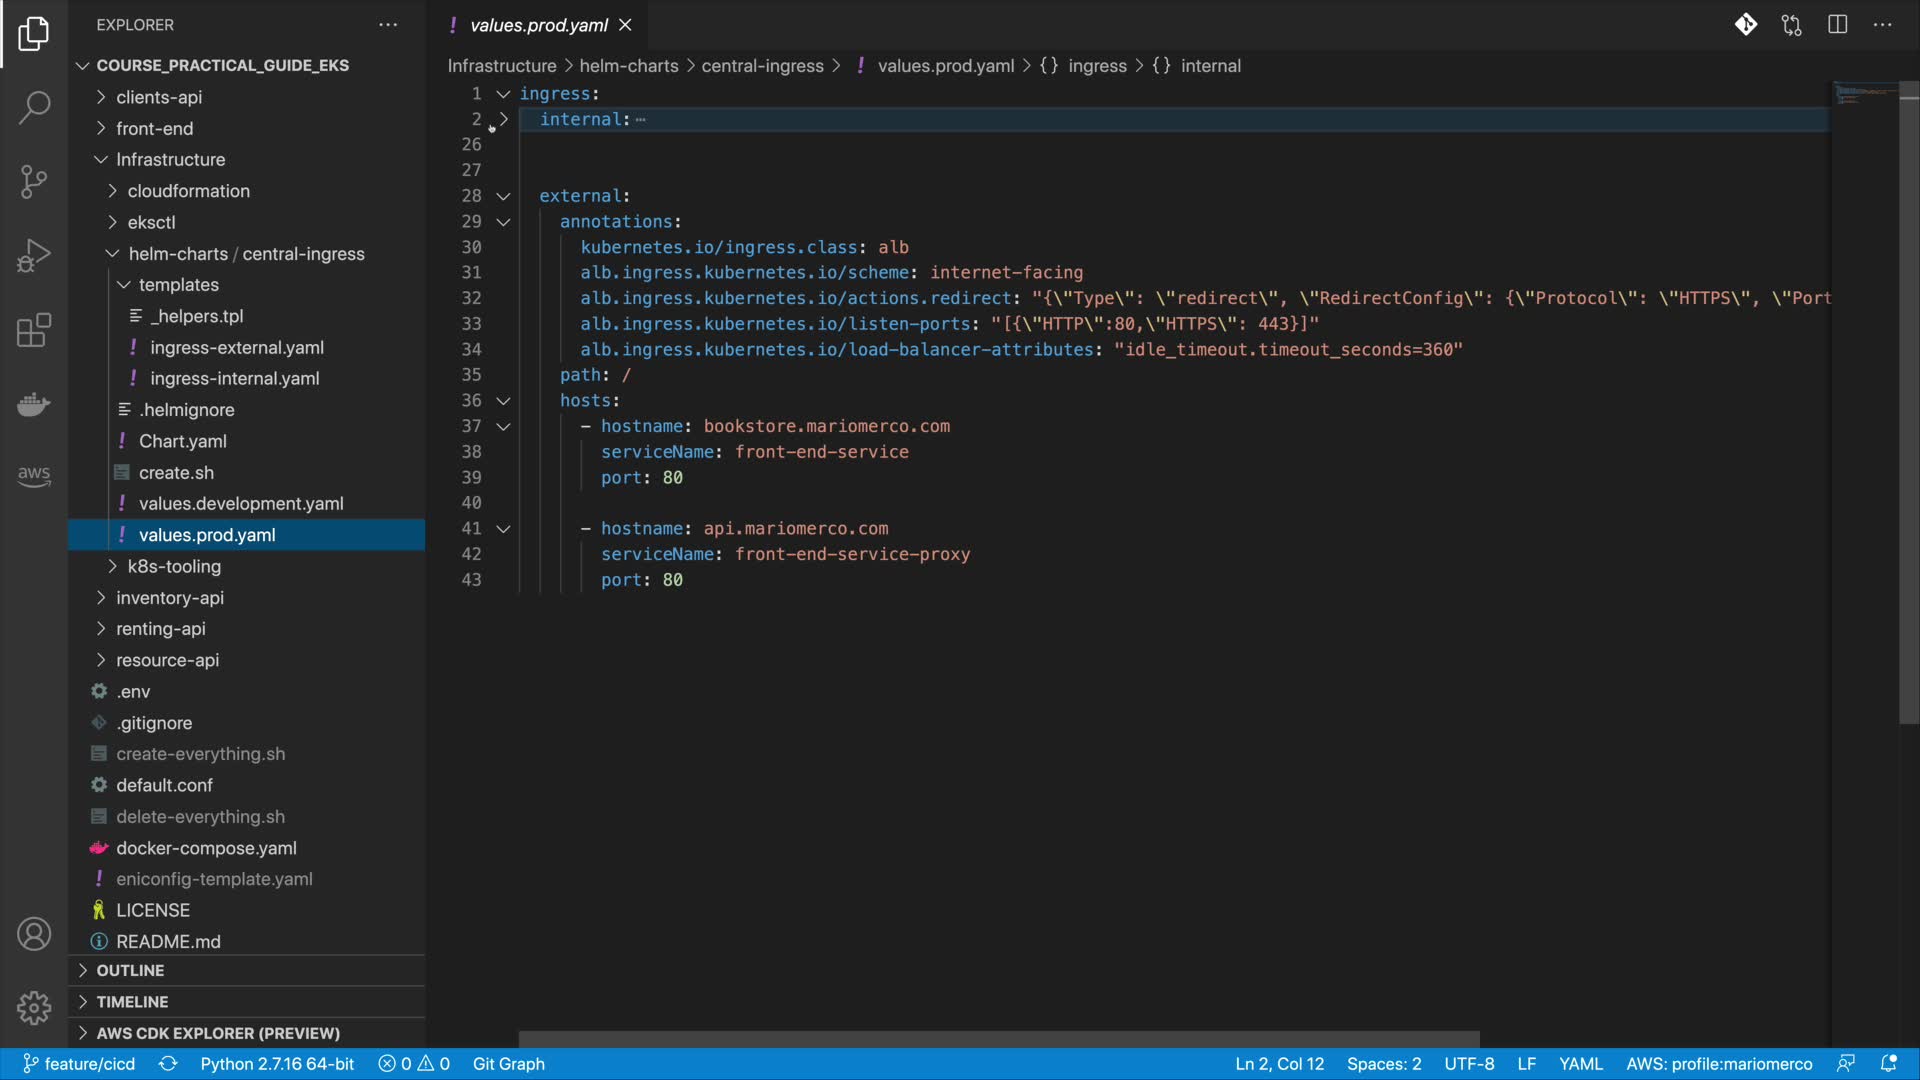 EXPLORER
COURSE_PRACTICAL_GUIDE_EKS
clients-api
front-end
Infrastructure
cloudformation
eksctl
helm-charts / central-ingress
templates
_helpers.tpl
ingress-external.yaml
ingress-internal.yaml
.helmignore
Chart.yaml
create.sh
values.development.yaml
values.prod.yaml
k8s-tooling
inventory-api
renting-api
resource-api
.env
.gitignore
create-everything.sh
default.conf
delete-everything.sh
docker-compose.yaml
eniconfig-template.yaml
LICENSE
README.md
OUTLINE
TIMELINE
AWS CDK EXPLORER (PREVIEW)
aws
! values.prod.yaml
Infrastructure > helm-charts > central-ingress > ! values.prod.yaml > {} ingress > {} internal
1 ingress:
2 internal: ⋯
26
27
28 external:
29 annotations:
30 kubernetes.io/ingress.class: alb
31 alb.ingress.kubernetes.io/scheme: internet-facing
32 alb.ingress.kubernetes.io/actions.redirect: "{\"Type\": \"redirect\", \"RedirectConfig\": {\"Protocol\": \"HTTPS\", \"Port
33 alb.ingress.kubernetes.io/listen-ports: "[{\"HTTP\":80,\"HTTPS\": 443}]"
34 alb.ingress.kubernetes.io/load-balancer-attributes: "idle_timeout.timeout_seconds=360"
35 path: /
36 hosts:
37 - hostname: bookstore.mariomerco.com
38 serviceName: front-end-service
39 port: 80
40
41 - hostname: api.mariomerco.com
42 serviceName: front-end-service-proxy
43 port: 80
feature/cicd Python 2.7.16 64-bit 0 0 Git Graph Ln 2, Col 12 Spaces: 2 UTF-8 LF YAML AWS: profile:mariomerco